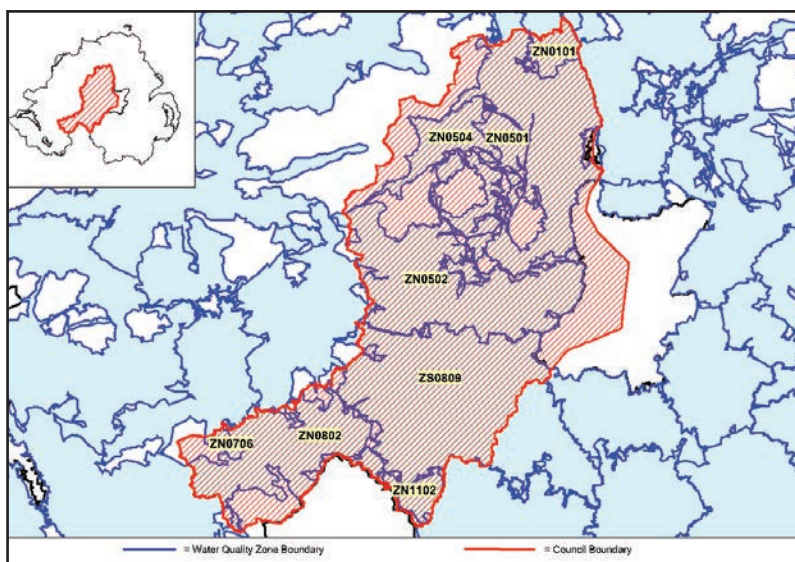 ZN0101
ZN0504 ZN0501
ZN0502
ZS0809
ZN0706 ZN0802
ZN1102
= Water Quality Zone Boundary = Council Boundary